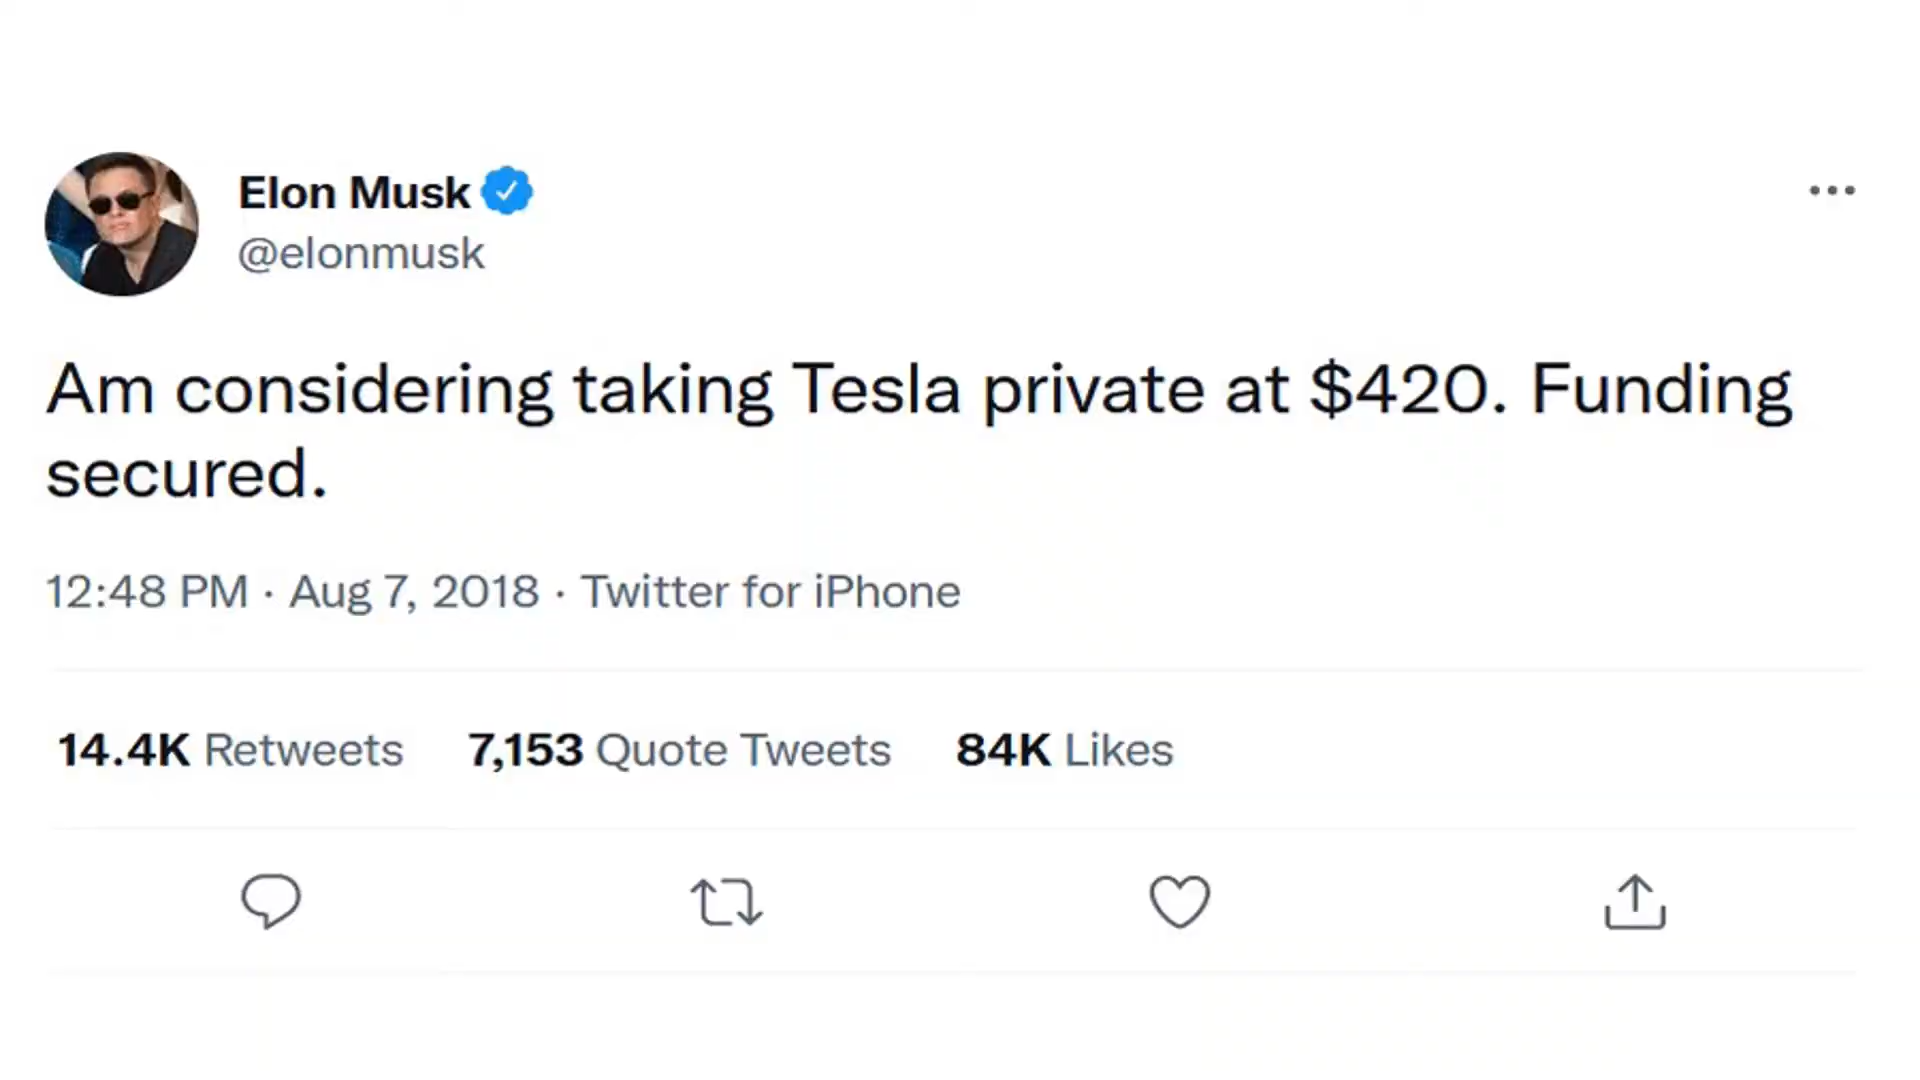 Elon Musk
@elonmusk
Am considering taking Tesla private at $420. Funding
secured.
12:48 PM · Aug 7, 2018 · Twitter for iPhone
14.4K Retweets 7,153 Quote Tweets 84K Likes